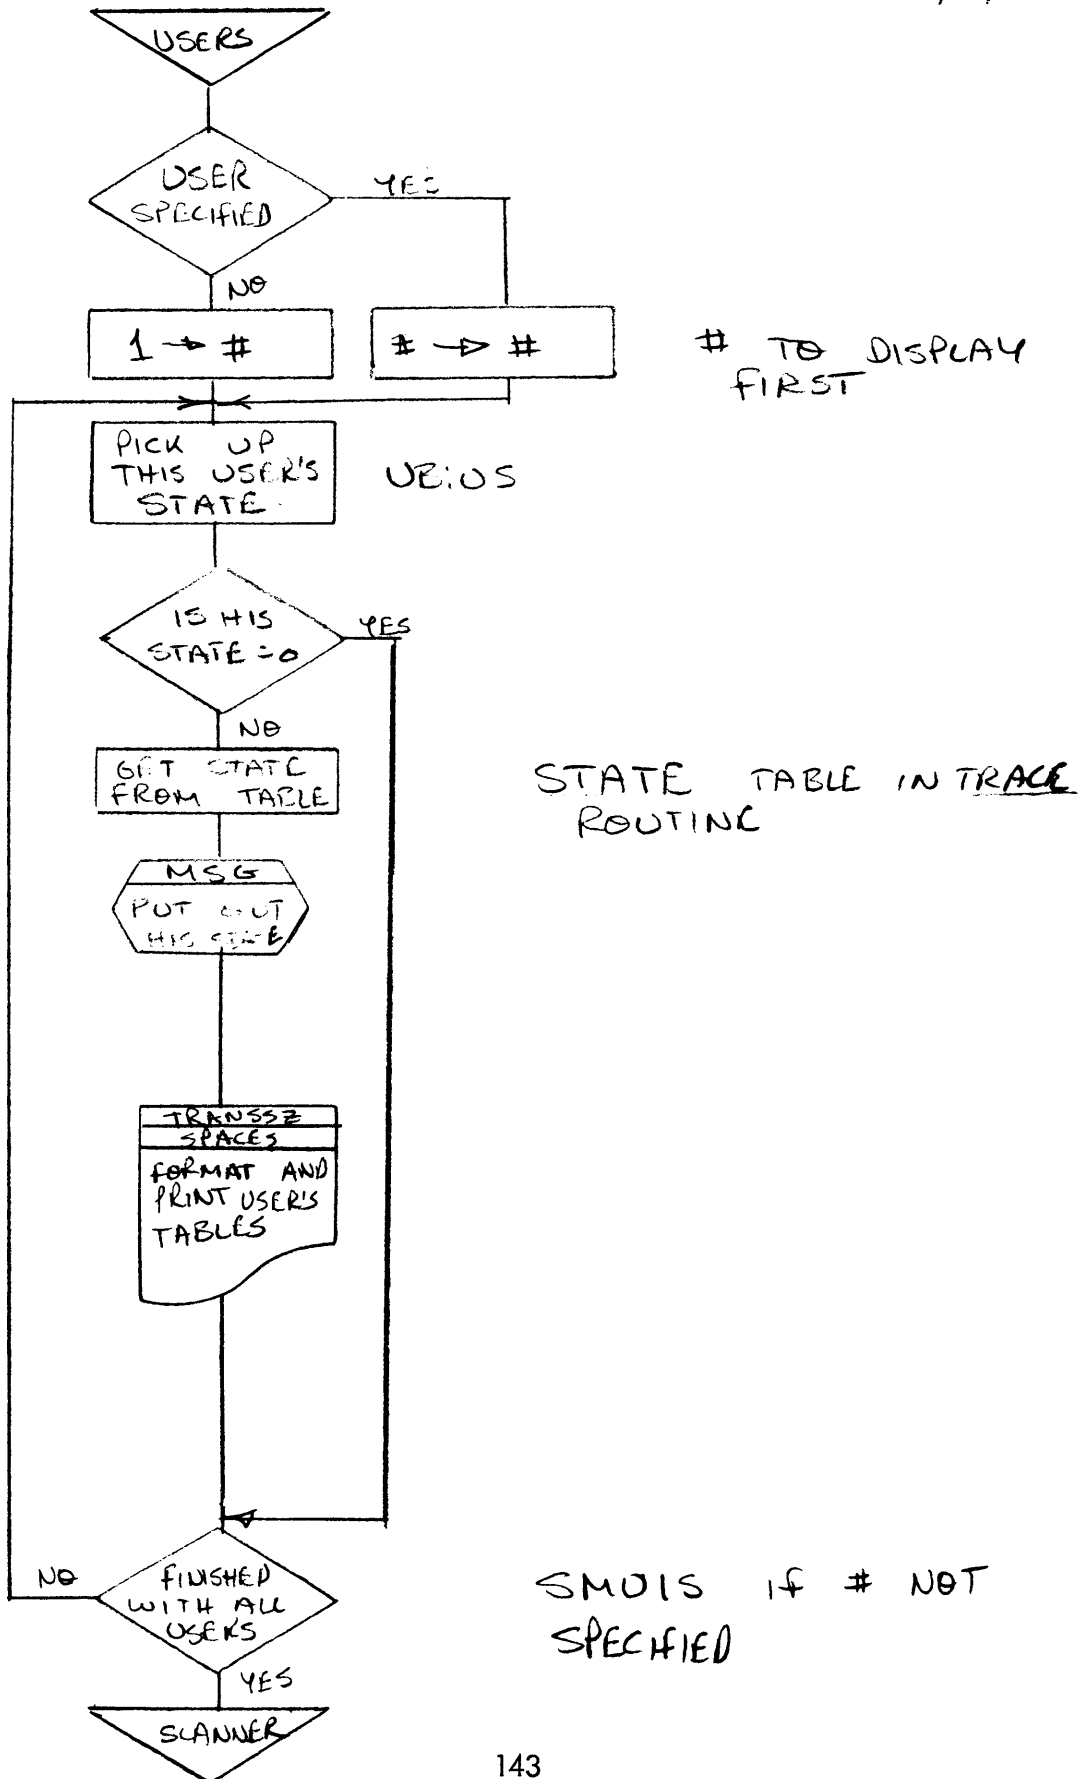 USERS
USER
SPECIFIED
YES
NO
1 → #
# → #
# TO DISPLAY
FIRST
PICK UP
THIS USER'S
STATE
UB:US
IS HIS
STATE = 0
YES
NO
GET STATE
FROM TABLE
STATE TABLE IN TRACE
ROUTINE
MSG
PUT OUT
HIS STATE
TRANSSZ
SPACES
FORMAT AND
PRINT USER'S
TABLES
NO
FINISHED
WITH ALL
USERS
SMUIS IF # NOT
SPECIFIED
YES
SCANNER
143